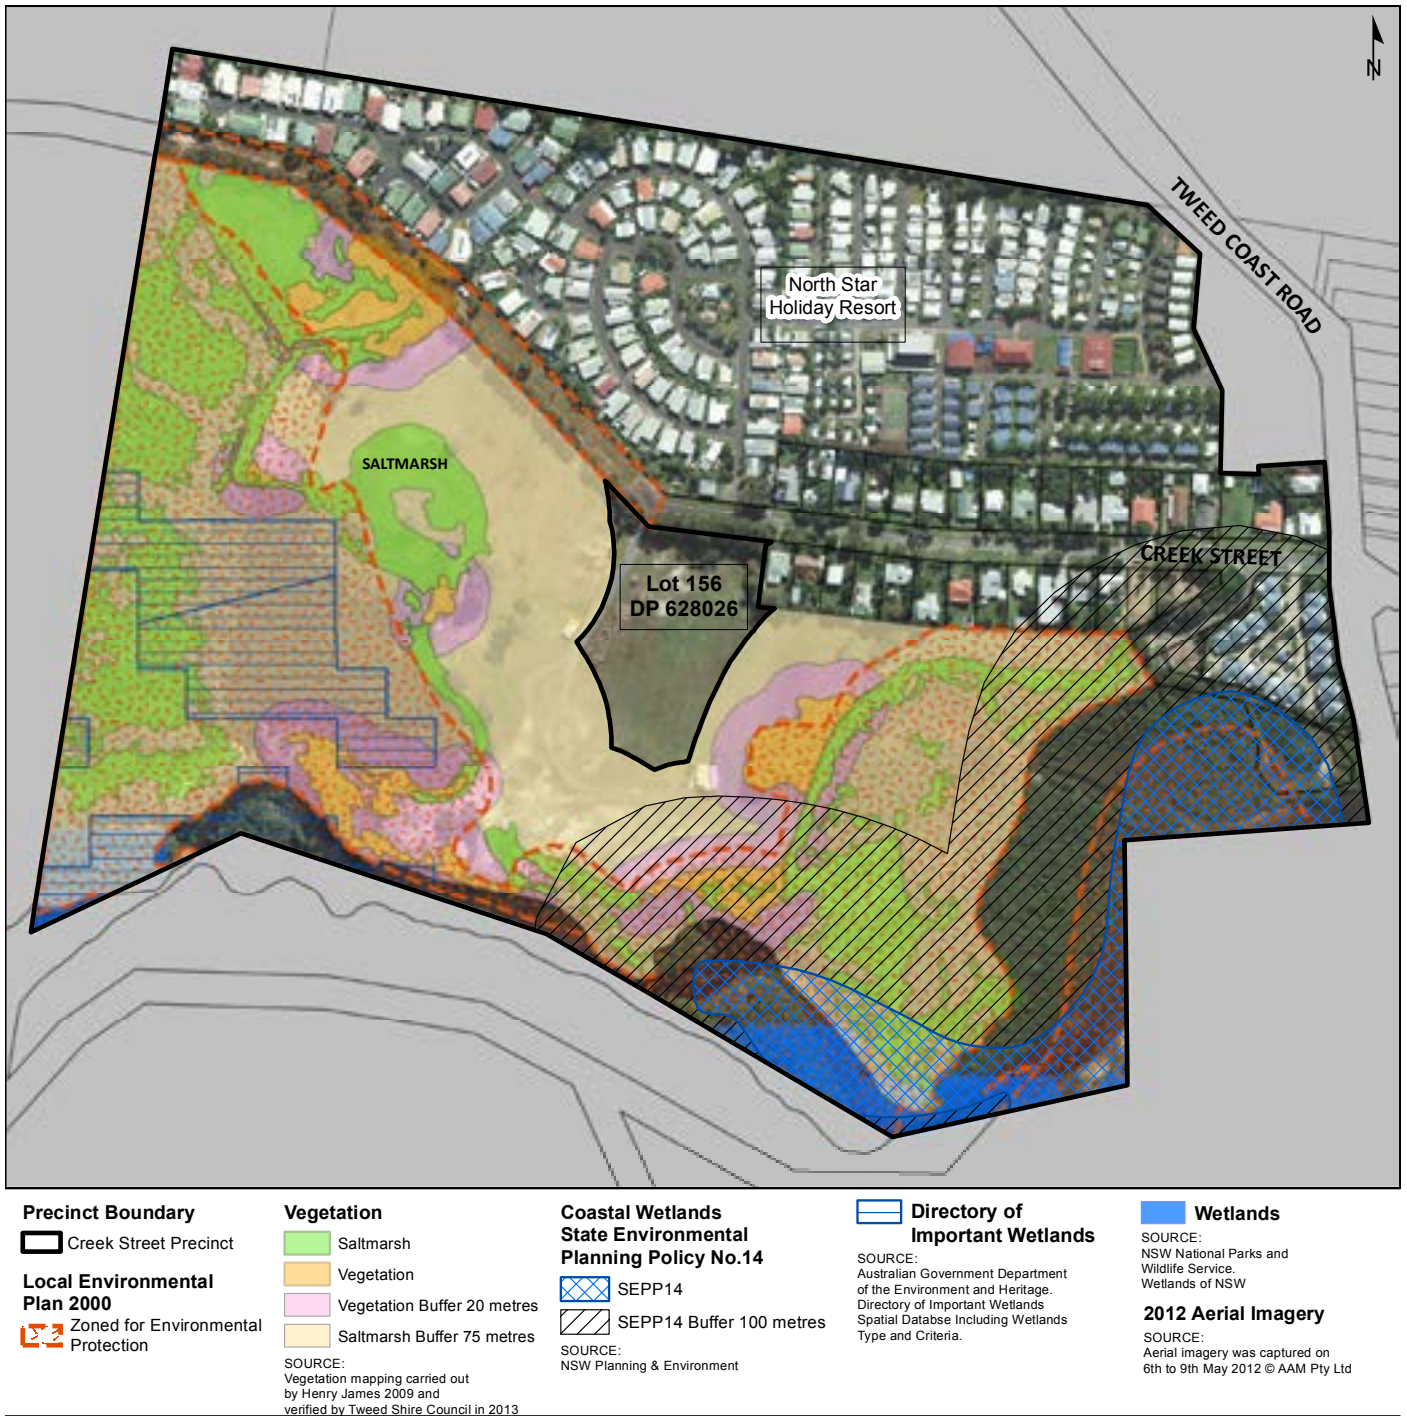 N
TWEED COAST ROAD
North Star
Holiday Resort
SALTMARSH
CREEK STREET
Lot 156
DP 628026
Precinct Boundary
Creek Street Precinct
Local Environmental
Plan 2000
Zoned for Environmental
Protection
Vegetation
Saltmarsh
Vegetation
Vegetation Buffer 20 metres
Saltmarsh Buffer 75 metres
SOURCE:
Vegetation mapping carried out
by Henry James 2009 and
verified by Tweed Shire Council in 2013
Coastal Wetlands
State Environmental
Planning Policy No.14
SEPP14
SEPP14 Buffer 100 metres
SOURCE:
NSW Planning & Environment
Directory of
Important Wetlands
SOURCE:
Australian Government Department
of the Environment and Heritage.
Directory of Important Wetlands
Spatial Databse Including Wetlands
Type and Criteria.
Wetlands
SOURCE:
NSW National Parks and
Wildlife Service.
Wetlands of NSW
2012 Aerial Imagery
SOURCE:
Aerial imagery was captured on
6th to 9th May 2012 © AAM Pty Ltd